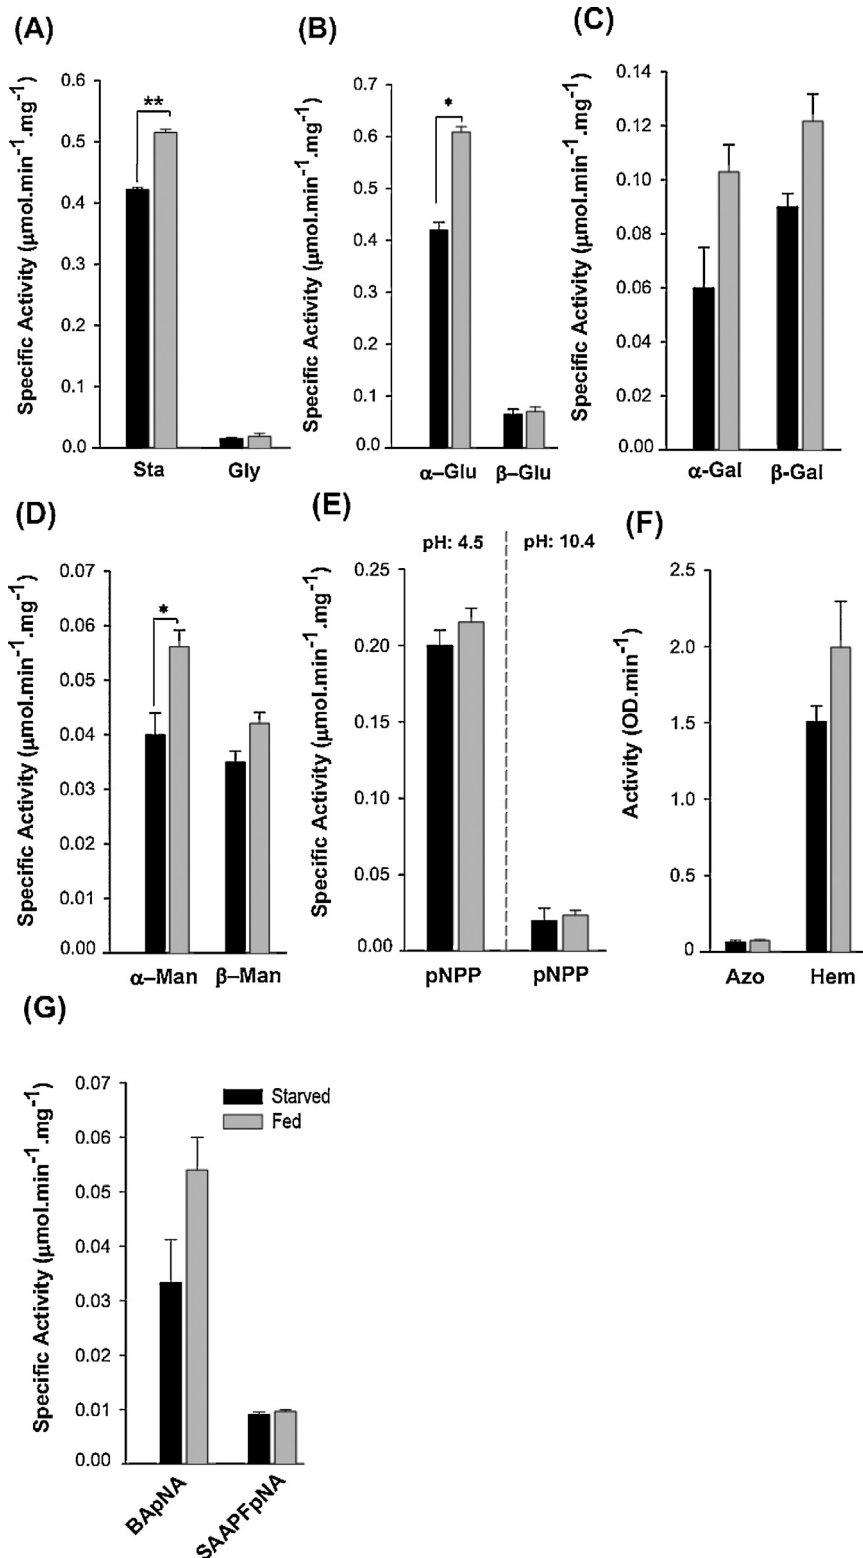 (A)
Specific Activity (μmol.min⁻¹.mg⁻¹)
0.6
0.5
0.4
0.3
0.2
0.1
0.0
**
Sta Gly
(B)
Specific Activity (μmol.min⁻¹.mg⁻¹)
0.7
0.6
0.5
0.4
0.3
0.2
0.1
0.0
*
α–Glu β–Glu
(C)
Specific Activity (μmol.min⁻¹.mg⁻¹)
0.14
0.12
0.10
0.08
0.06
0.04
0.02
0.00
α-Gal β-Gal
(D)
Specific Activity (μmol.min⁻¹.mg⁻¹)
0.07
0.06
0.05
0.04
0.03
0.02
0.01
0.00
*
α–Man β–Man
(E)
Specific Activity (μmol.min⁻¹.mg⁻¹)
pH: 4.5 pH: 10.4
0.25
0.20
0.15
0.10
0.05
0.00
pNPP pNPP
(F)
Activity (OD.min⁻¹)
2.5
2.0
1.5
1.0
0.5
0
Azo Hem
(G)
Specific Activity (μmol.min⁻¹.mg⁻¹)
0.07
0.06
0.05
0.04
0.03
0.02
0.01
0.00
Starved
Fed
BApNA SAAPFpNA